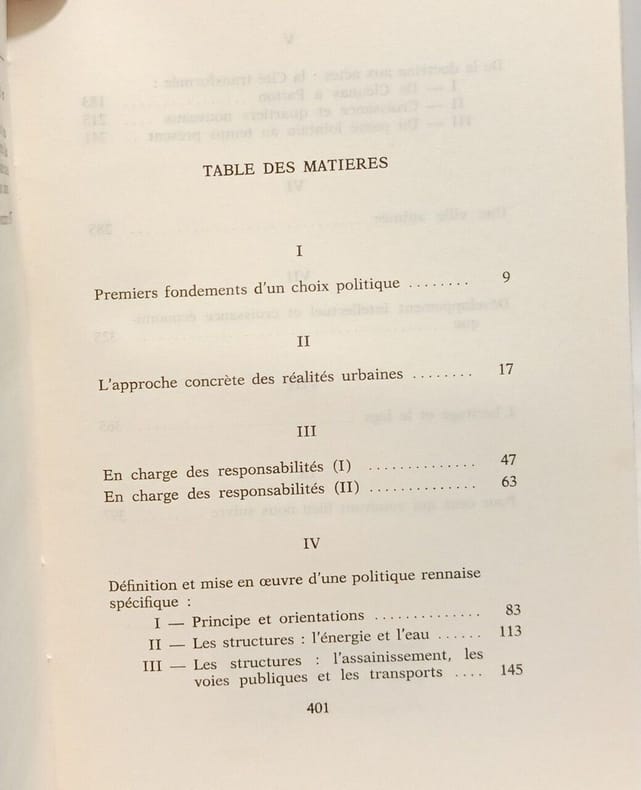 TABLE DES MATIERES
I
Premiers fondements d'un choix politique ........ 9
II
L'approche concrète des réalités urbaines ........ 17
III
En charge des responsabilités (I) .............. 47
En charge des responsabilités (II) .............. 63
IV
Définition et mise en œuvre d'une politique rennaise
spécifique :
I — Principe et orientations .............. 83
II — Les structures : l'énergie et l'eau ...... 113
III — Les structures : l'assainissement, les
voies publiques et les transports .... 145
401